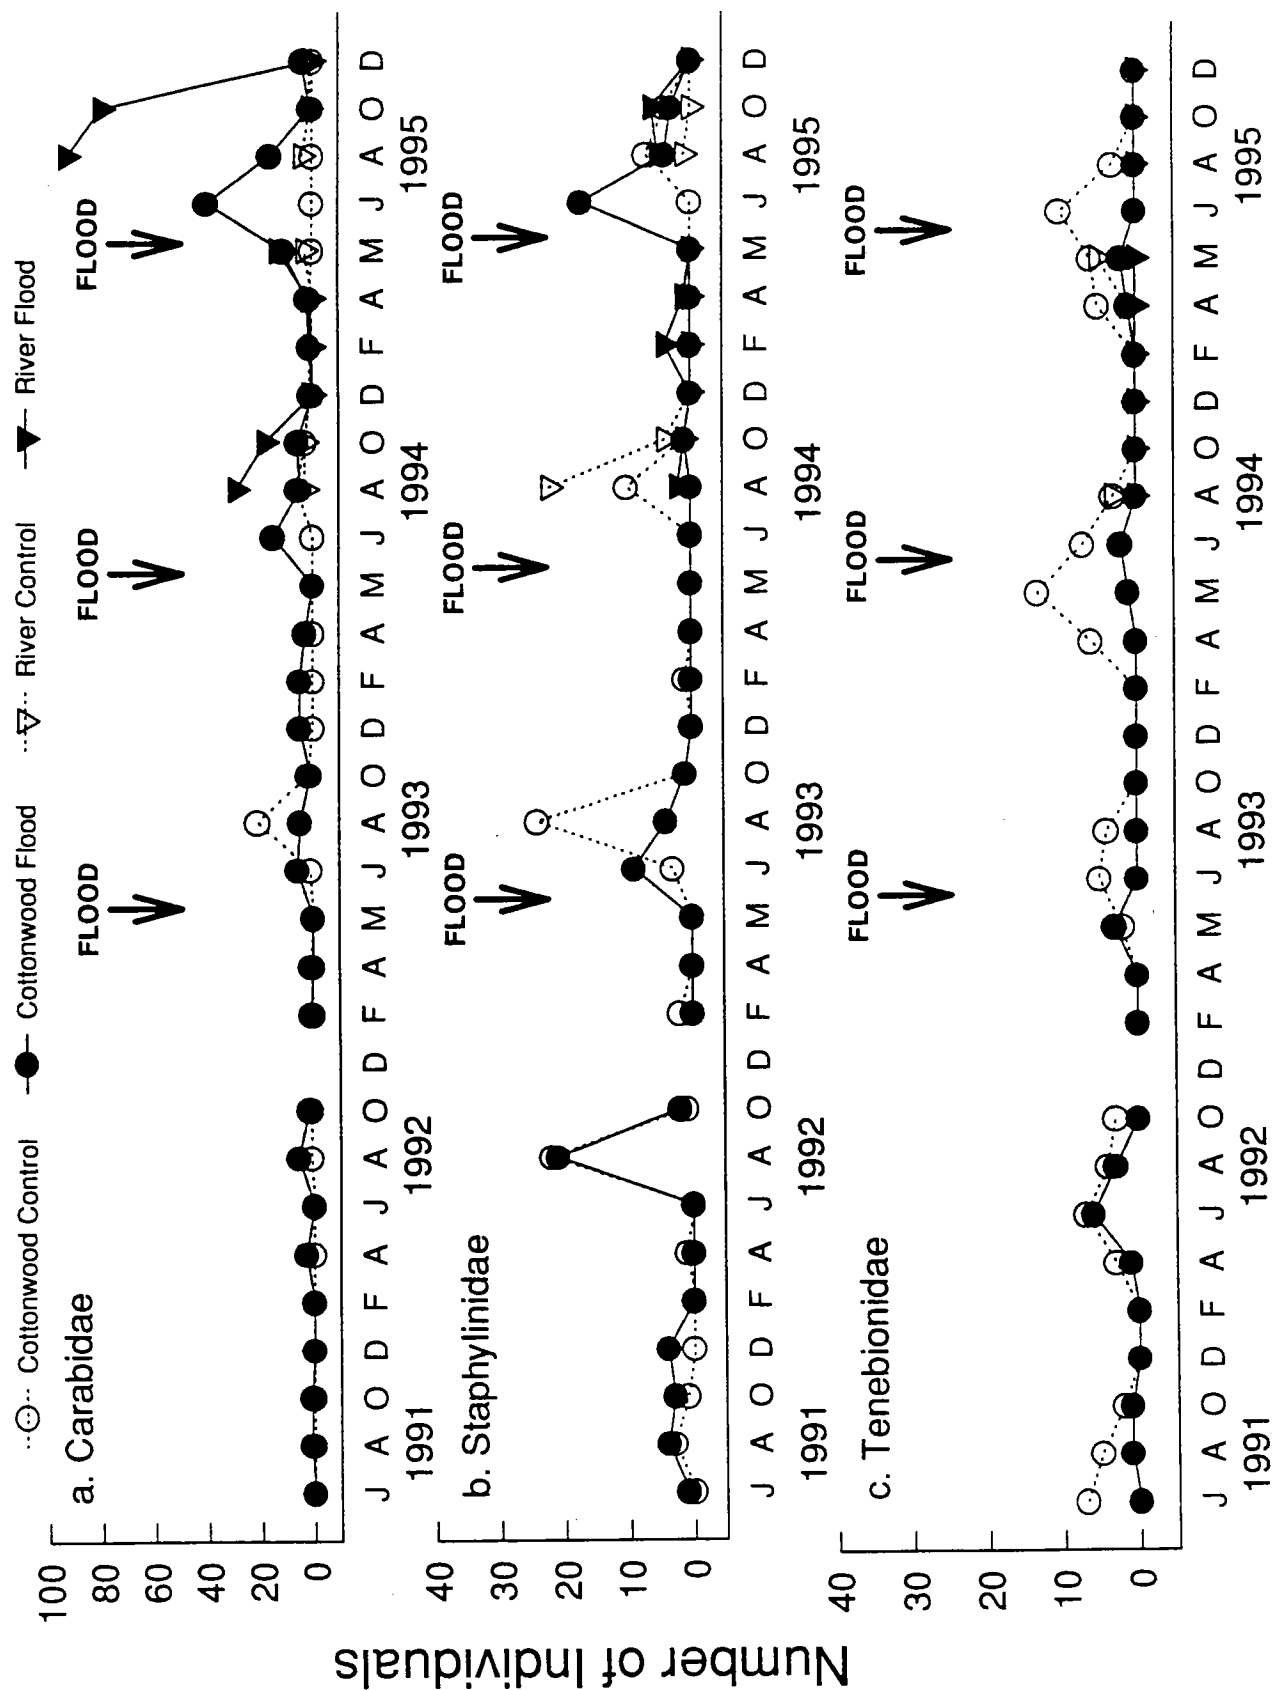 Cottonwood Control Cottonwood Flood River Control River Flood
Number of Individuals
a. Carabidae
100
80
60
40
20
0
FLOOD FLOOD FLOOD
J A O D F A J A O D F A M J A O D F A M J A O D F A M J A O D
1991 1992 1993 1994 1995
b. Staphylinidae
40
30
20
10
0
FLOOD FLOOD FLOOD
J A O D F A J A O D F A M J A O D F A M J A O D F A M J A O D
1991 1992 1993 1994 1995
c. Tenebionidae
40
30
20
10
0
FLOOD FLOOD FLOOD
J A O D F A J A O D F A M J A O D F A M J A O D F A M J A O D
1991 1992 1993 1994 1995